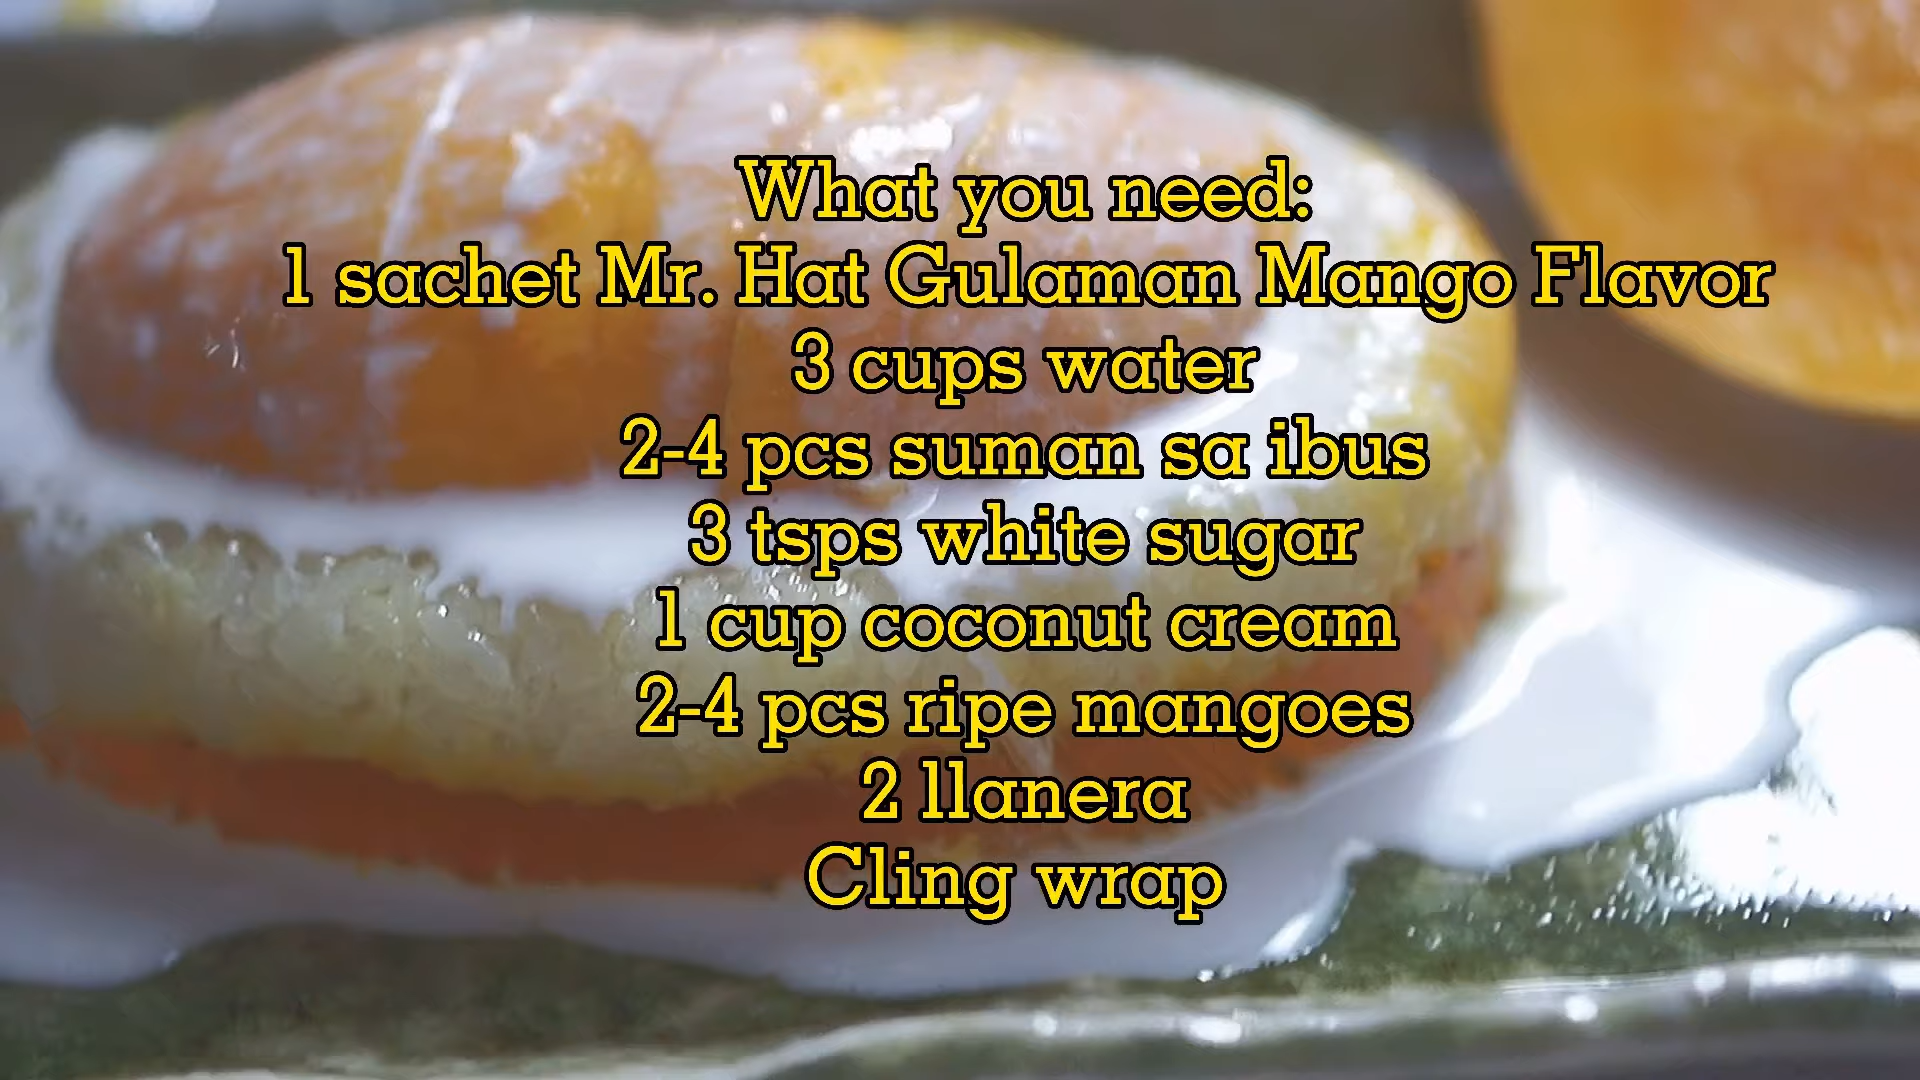 What you need:
1 sachet Mr. Hat Gulaman Mango Flavor
3 cups water
2-4 pcs suman sa ibus
3 tsps white sugar
1 cup coconut cream
2-4 pcs ripe mangoes
2 llanera
Cling wrap